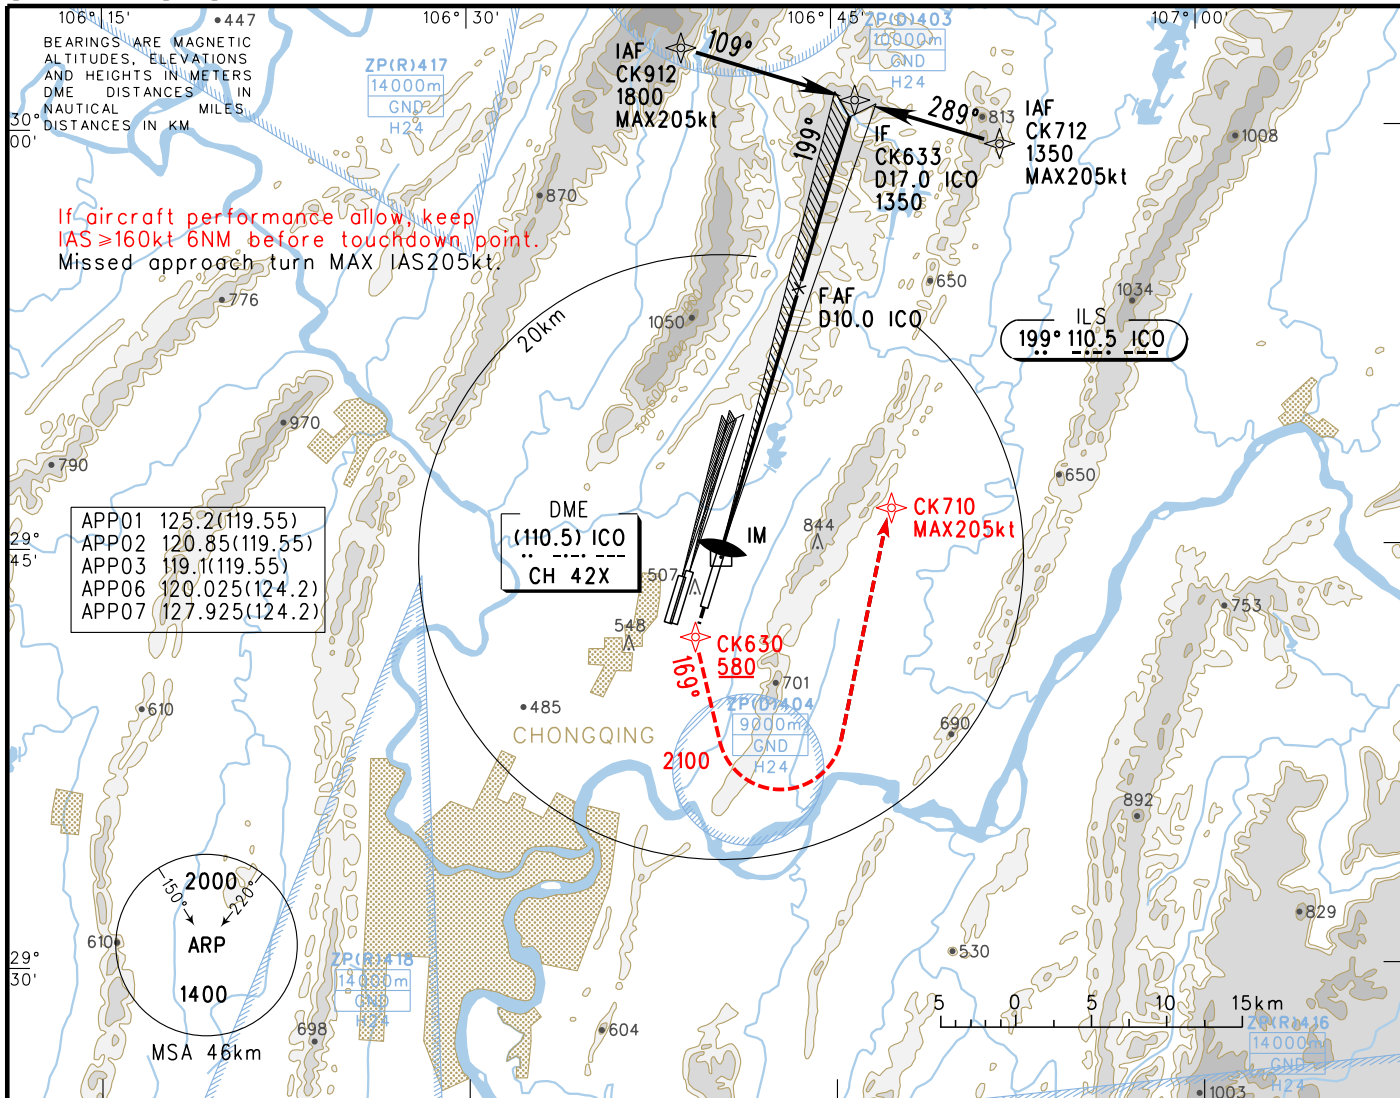 106°15'
106°30'
106°45'
107°00'
447
BEARINGS ARE MAGNETIC
ALTITUDES, ELEVATIONS
AND HEIGHTS IN METERS
DME DISTANCES IN
NAUTICAL MILES
DISTANCES IN KM
30°
00'
ZP(R)417
14000m
GND
H24
IAF
CK912
1800
MAX205kt
109°
ZP(D)403
10000m
GND
H24
289°
813
IAF
CK712
1350
MAX205kt
1008
199°
IF
CK633
D17.0 ICO
1350
870
If aircraft performance allow, keep
IAS≥160kt 6NM before touchdown point.
Missed approach turn MAX IAS205kt.
776
650
1034
FAF
D10.0 ICO
1050
800
20km
ILS
199° 110.5 ICO
.. -.-. ---
970
790
500
600
650
APP01 125.2(119.55)
APP02 120.85(119.55)
APP03 119.1(119.55)
APP06 120.025(124.2)
APP07 127.925(124.2)
DME
(110.5) ICO
.. -.-. ---
CH 42X
IM
844
CK710
MAX205kt
29°
45'
507
548
753
CK630
580
169°
701
610
485
CHONGQING
ZP(D)404
9000m
GND
H24
2100
690
892
2000
150°
220°
ARP
1400
610
MSA 46km
829
530
ZP(R)418
14000m
GND
H24
29°
30'
698
604
5 0 5 10 15km
ZP(R)416
14000m
GND
H24
1003